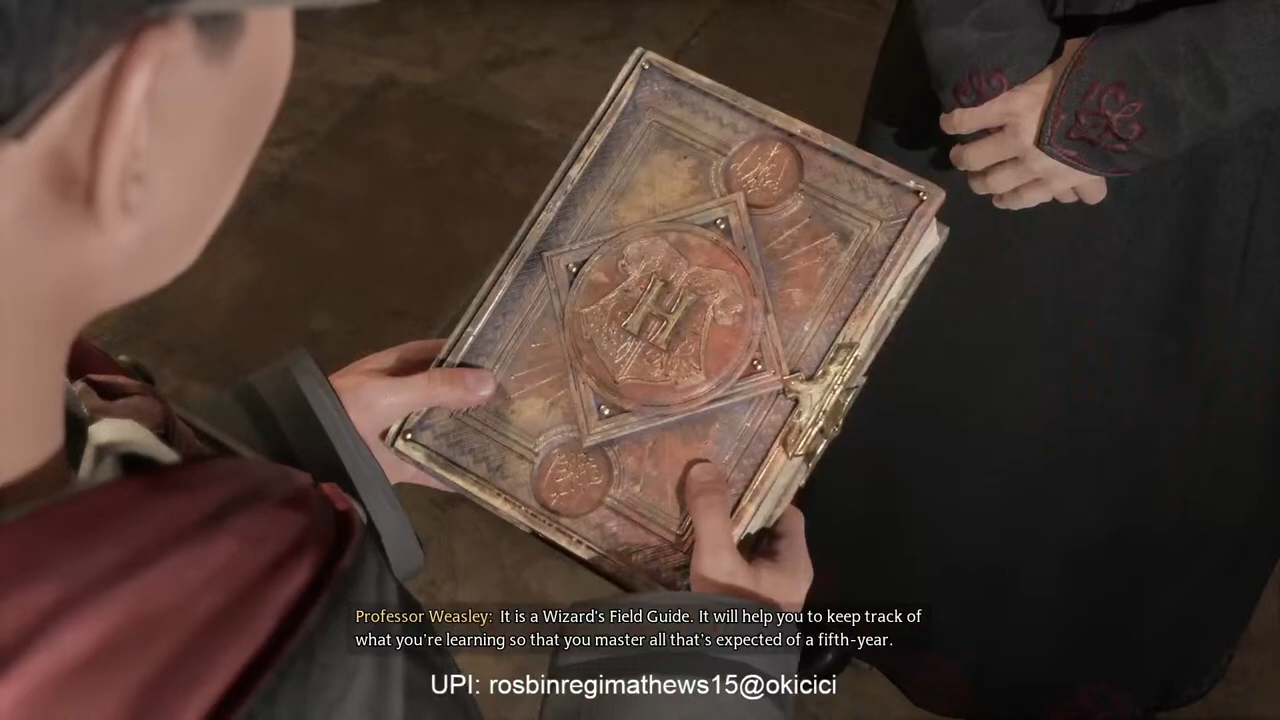 H
Professor Weasley: It is a Wizard's Field Guide. It will help you to keep track of
what you're learning so that you master all that's expected of a fifth-year.
UPI: rosbinregimathews15@okicici